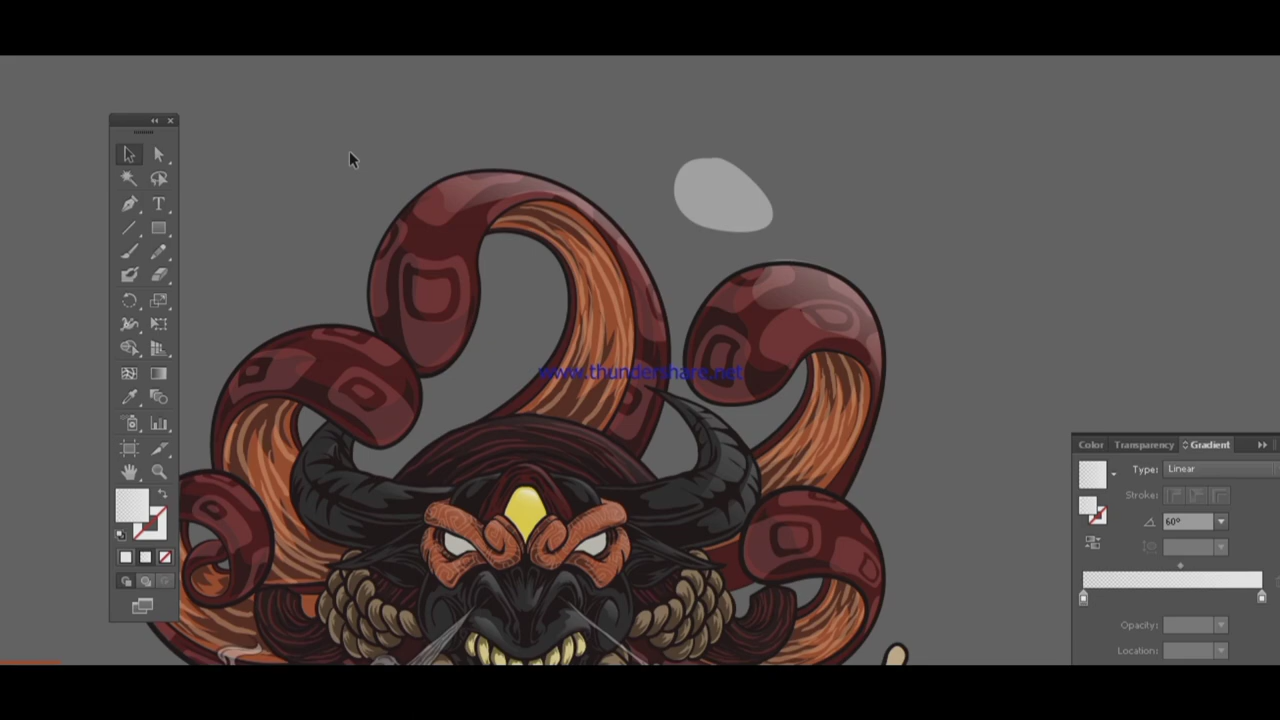 www.thundershare.net
Color Transparency Gradient
Type: Linear
Stroke:
60°
Opacity:
Location: